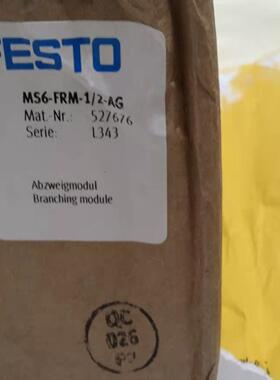 FESTO
MS6-FRM-1/2-AG
Mat.-Nr.: 527676
Serie: L343
Abzweigmodul
Branching module
QC
026